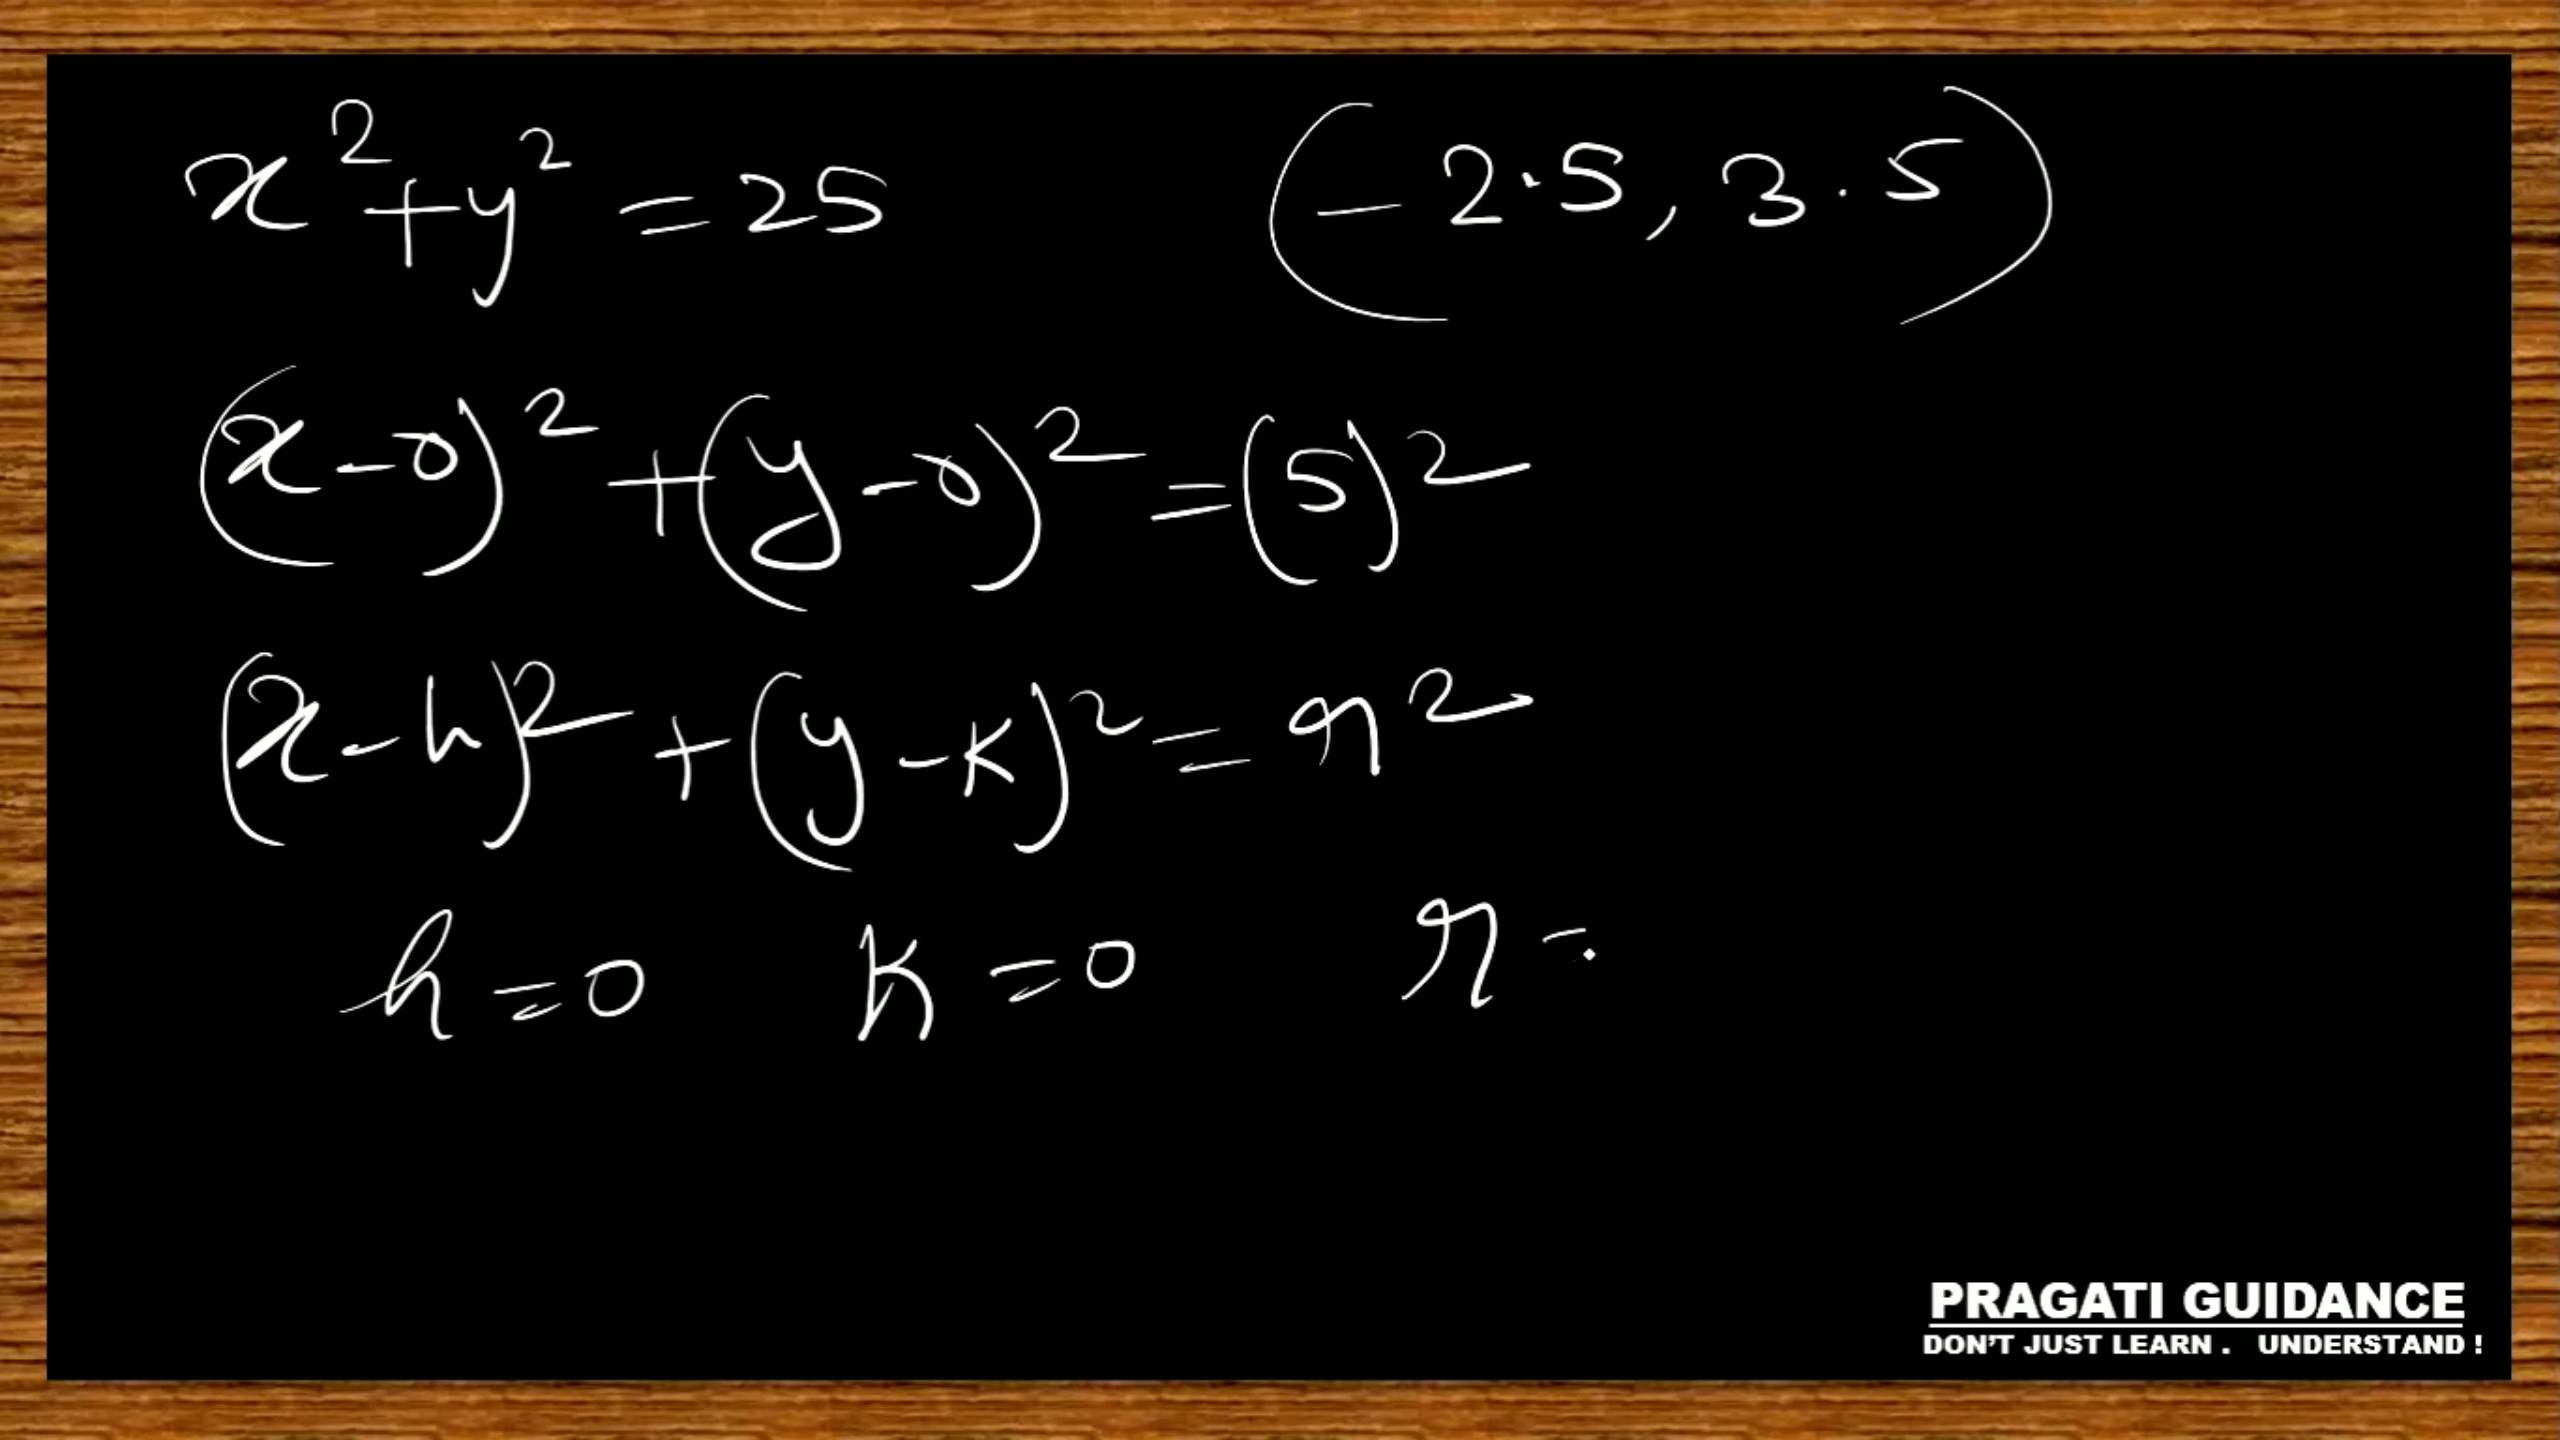 x²+y² = 25 (-2.5, 3.5)
(x-0)² + (y-0)² = (5)²
(x-h)² + (y-k)² = r²
h = 0 k = 0 r =
PRAGATI GUIDANCE
DON'T JUST LEARN . UNDERSTAND !